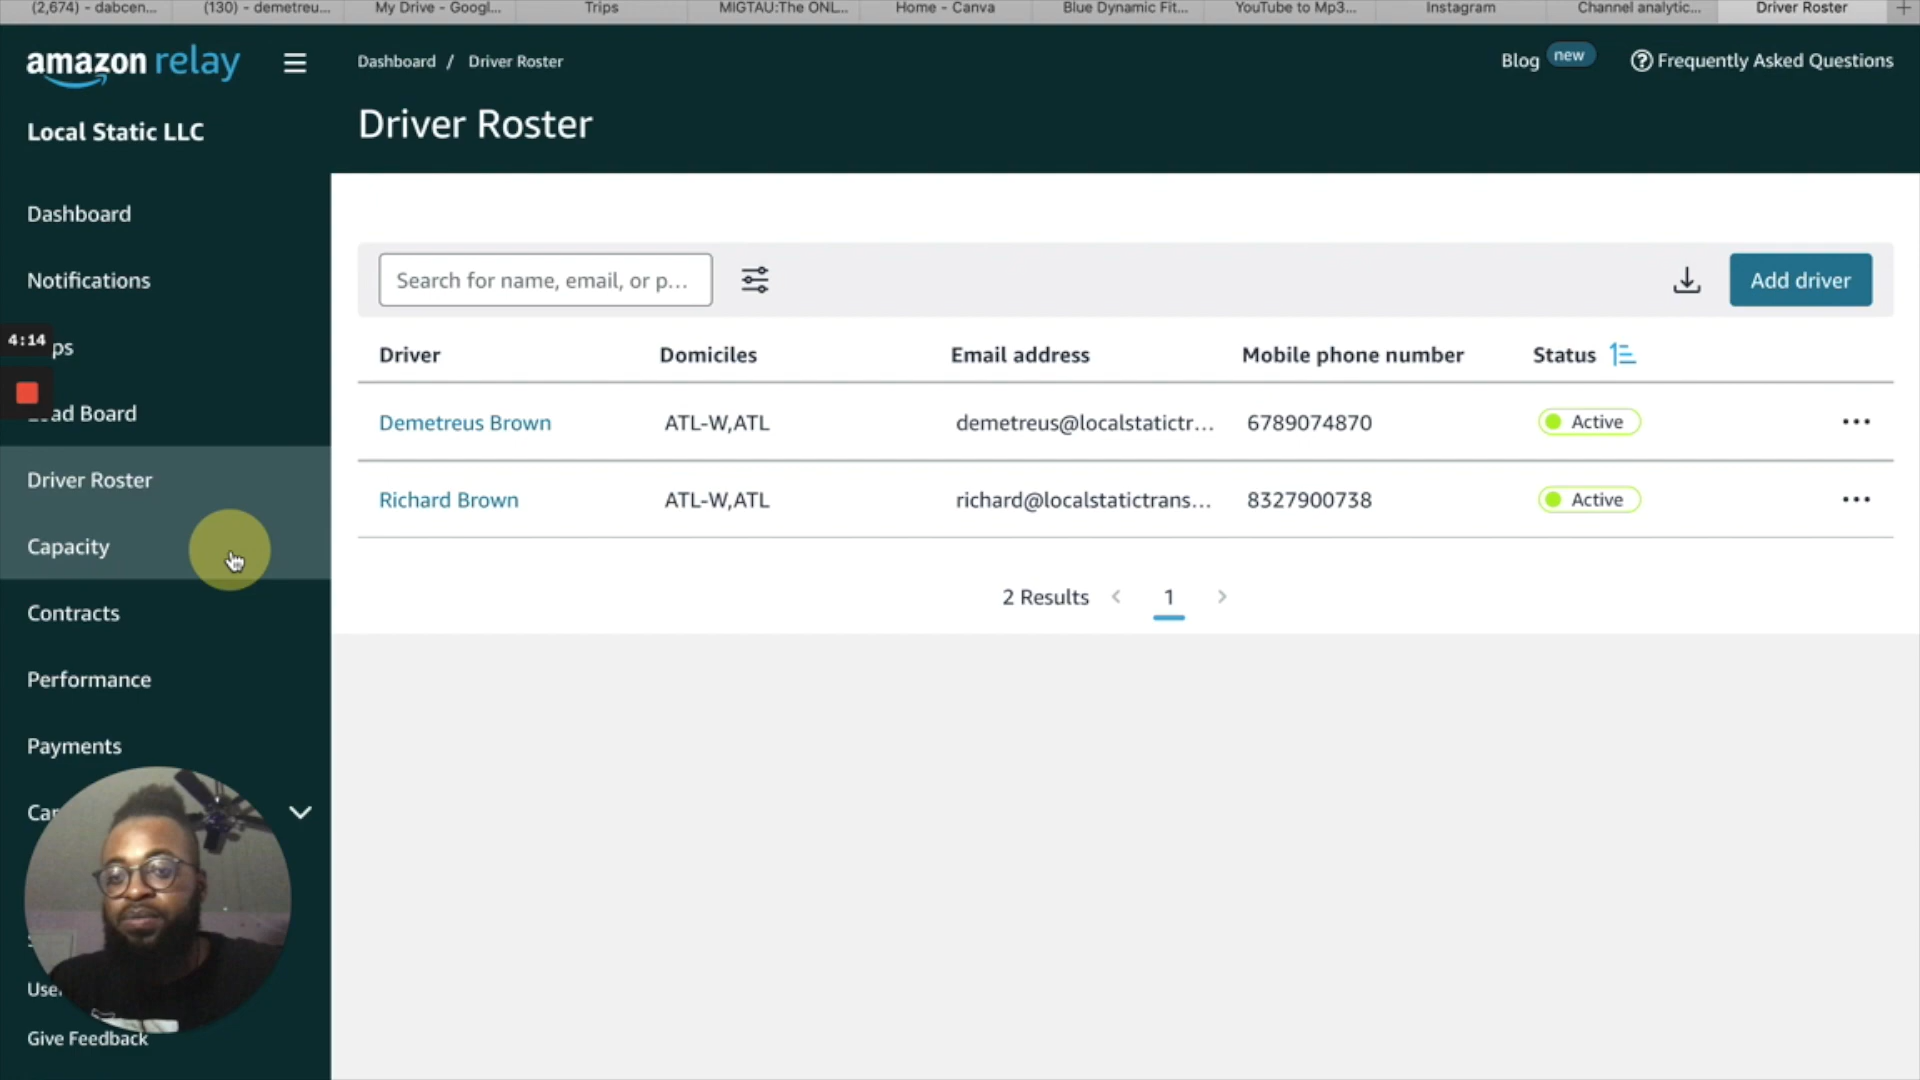 (2,674) - dabcen...
(130) - demetreu...
My Drive - Googl...
Trips
MIGTAU:The ONL...
Home - Canva
Blue Dynamic Fit...
YouTube to Mp3...
Instagram
Channel analytic...
Driver Roster
amazon relay
Dashboard / Driver Roster
Blog new
Frequently Asked Questions
Local Static LLC
Driver Roster
Dashboard
Notifications
4:14
ps
ad Board
Driver Roster
Capacity
Contracts
Performance
Payments
Car
Use
Give Feedback
Search for name, email, or p...
Add driver
Driver Domiciles Email address Mobile phone number Status
Demetreus Brown ATL-W,ATL demetreus@localstatictr... 6789074870 Active ...
Richard Brown ATL-W,ATL richard@localstatictrans... 8327900738 Active ...
2 Results < 1 >